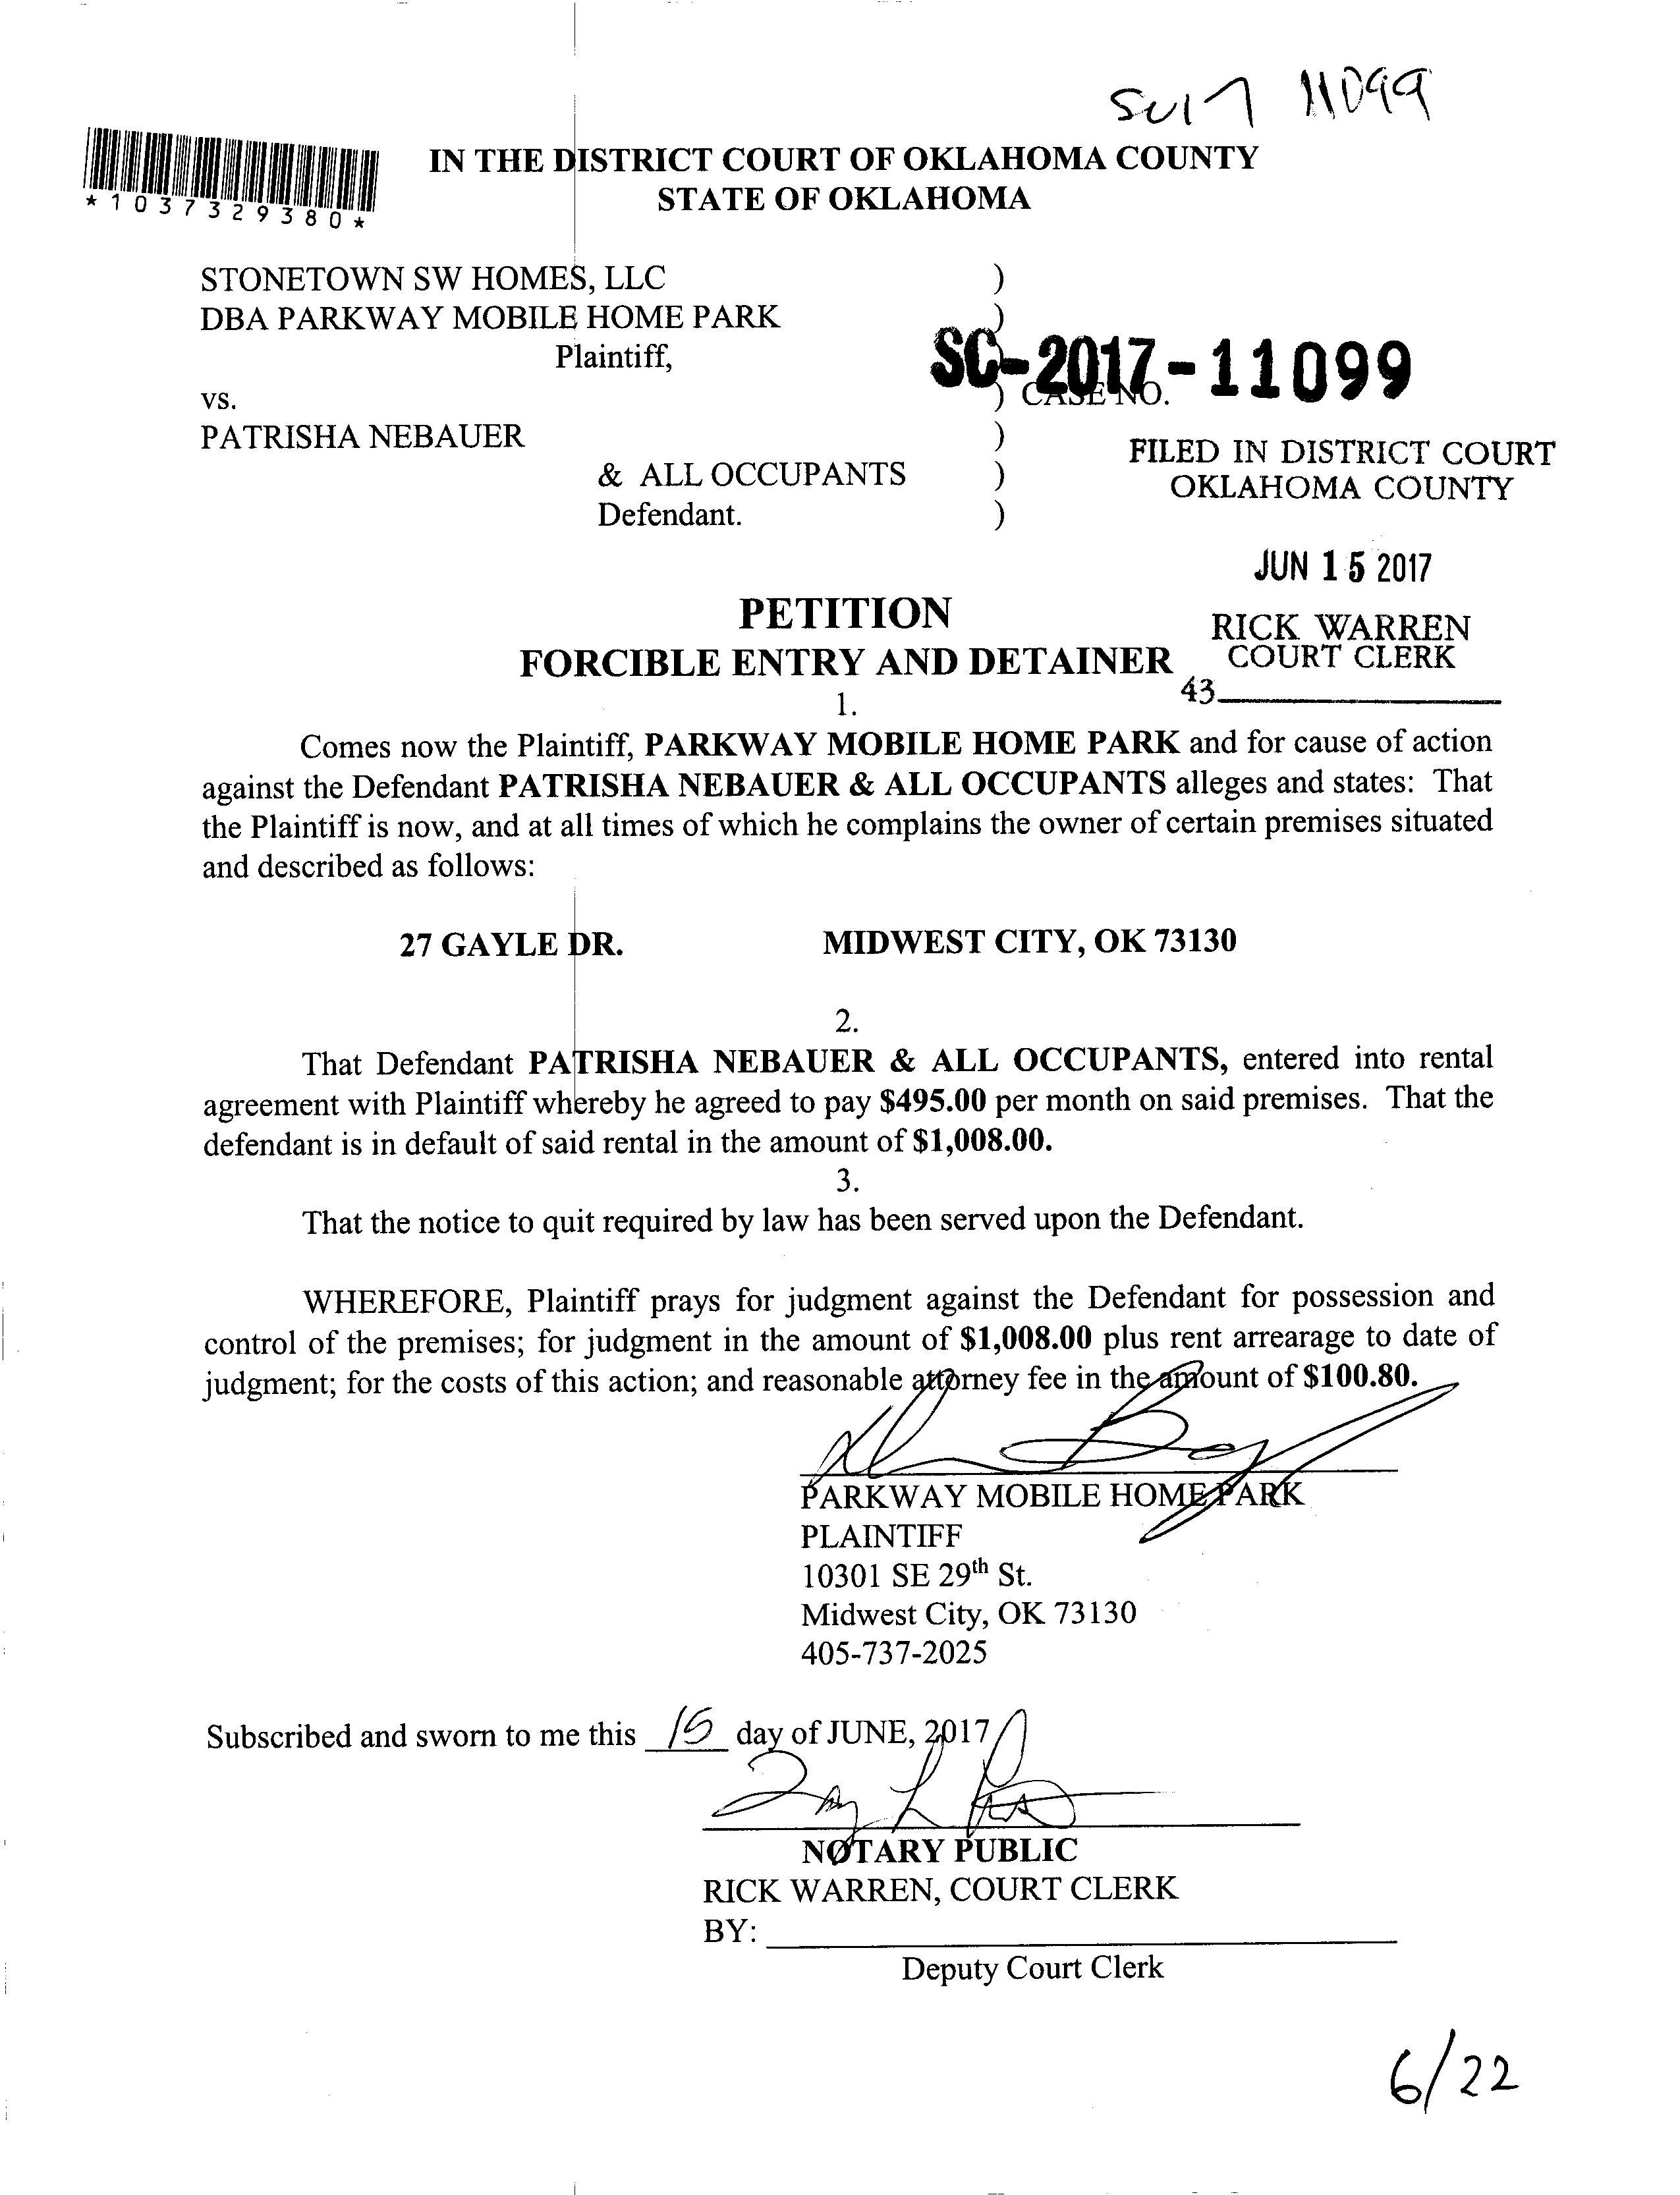 SC17 11099
*1037329380*
IN THE DISTRICT COURT OF OKLAHOMA COUNTY
STATE OF OKLAHOMA
STONETOWN SW HOMES, LLC )
DBA PARKWAY MOBILE HOME PARK )
Plaintiff,
SC-2017-11099
vs. ) CASE NO.
PATRISHA NEBAUER )
& ALL OCCUPANTS )
Defendant. )
FILED IN DISTRICT COURT
OKLAHOMA COUNTY
JUN 15 2017
RICK WARREN
COURT CLERK
43
PETITION
FORCIBLE ENTRY AND DETAINER
1.
Comes now the Plaintiff, PARKWAY MOBILE HOME PARK and for cause of action
against the Defendant PATRISHA NEBAUER & ALL OCCUPANTS alleges and states: That
the Plaintiff is now, and at all times of which he complains the owner of certain premises situated
and described as follows:
27 GAYLE DR. MIDWEST CITY, OK 73130
2.
That Defendant PATRISHA NEBAUER & ALL OCCUPANTS, entered into rental
agreement with Plaintiff whereby he agreed to pay $495.00 per month on said premises. That the
defendant is in default of said rental in the amount of $1,008.00.
3.
That the notice to quit required by law has been served upon the Defendant.
WHEREFORE, Plaintiff prays for judgment against the Defendant for possession and
control of the premises; for judgment in the amount of $1,008.00 plus rent arrearage to date of
judgment; for the costs of this action; and reasonable attorney fee in the amount of $100.80.
PARKWAY MOBILE HOME PARK
PLAINTIFF
10301 SE 29th St.
Midwest City, OK 73130
405-737-2025
Subscribed and sworn to me this 15 day of JUNE, 2017
NOTARY PUBLIC
RICK WARREN, COURT CLERK
BY:
Deputy Court Clerk
6/22